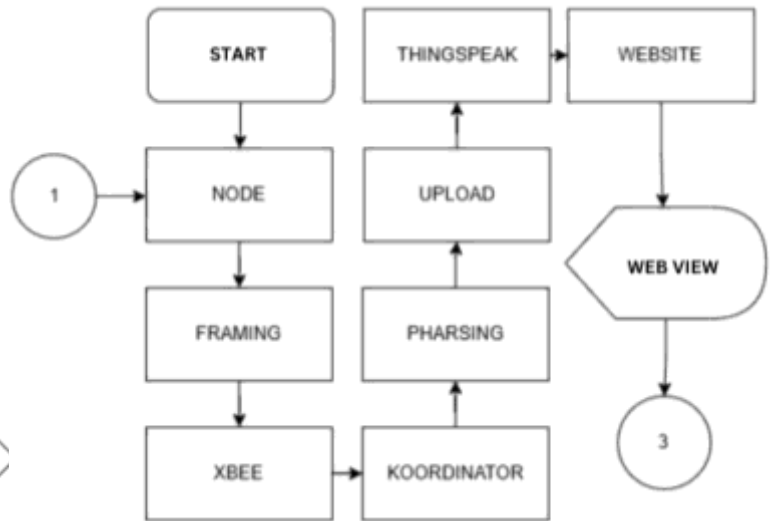 START
THINGSPEAK
WEBSITE
1
NODE
UPLOAD
WEB VIEW
FRAMING
PHARSING
XBEE
KOORDINATOR
3